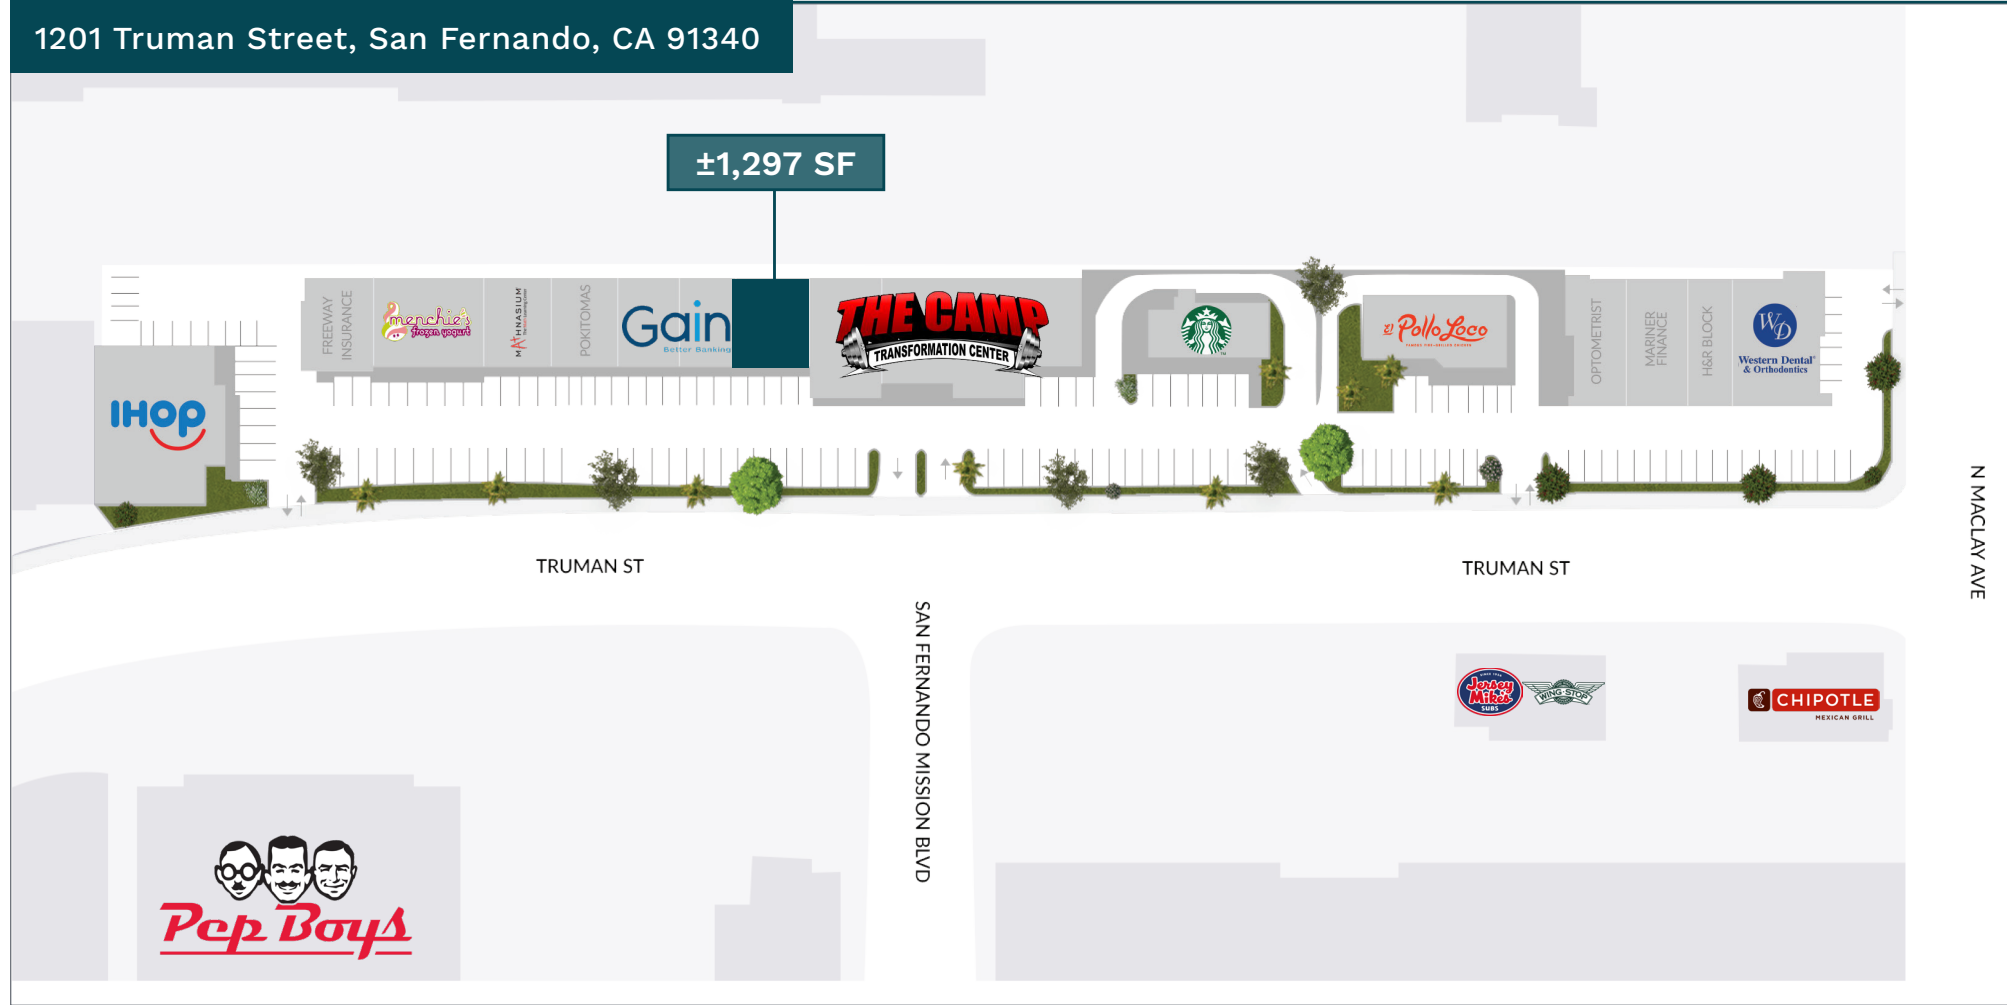 1201 Truman Street, San Fernando, CA 91340
±1,297 SF
FREEWAY
INSURANCE
menchie's
frozen yogurt
MATHNASIUM
POKITOMAS
Gain
Better Banking
THE CAMP
TRANSFORMATION CENTER
El Pollo Loco
OPTOMETRIST
MARINER
FINANCE
H&R BLOCK
WD
Western Dental
& Orthodontics
IHOP
TRUMAN ST
TRUMAN ST
N MACLAY AVE
SAN FERNANDO MISSION BLVD
Jersey
Mike's
SUBS
WING·STOP
CHIPOTLE
MEXICAN GRILL
Pep Boys